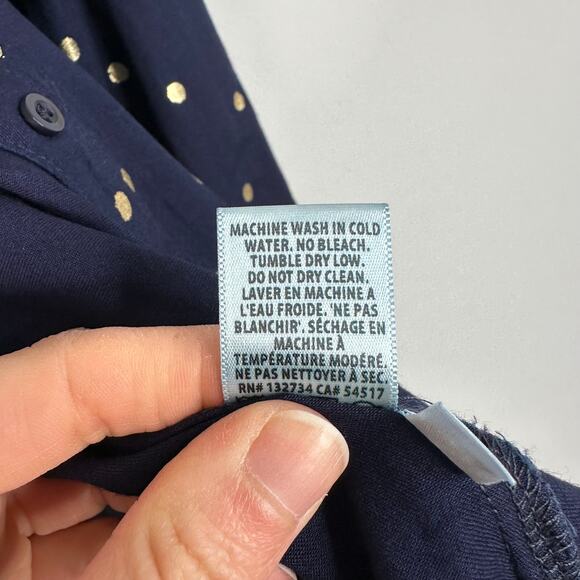 MACHINE WASH IN COLD
WATER. NO BLEACH.
TUMBLE DRY LOW.
DO NOT DRY CLEAN.
LAVER EN MACHINE A
L'EAU FROIDE. 'NE PAS
BLANCHIR'. SÉCHAGE EN
MACHINE À
TEMPÉRATURE MODÉRÉ.
NE PAS NETTOYER À SEC.
RN# 132734 CA# 54517